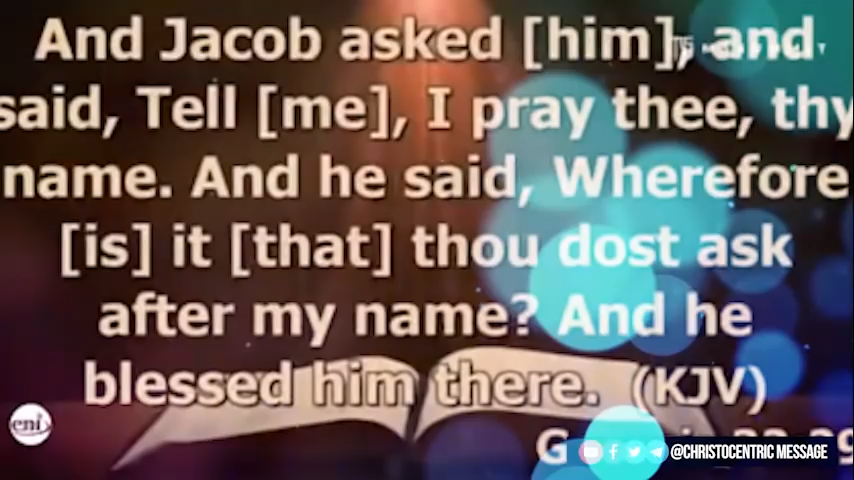 And Jacob asked [him], and
said, Tell [me], I pray thee, thy
name. And he said, Wherefore
[is] it [that] thou dost ask
after my name? And he
blessed him there. (KJV)
eni
@CHRISTOCENTRIC MESSAGE